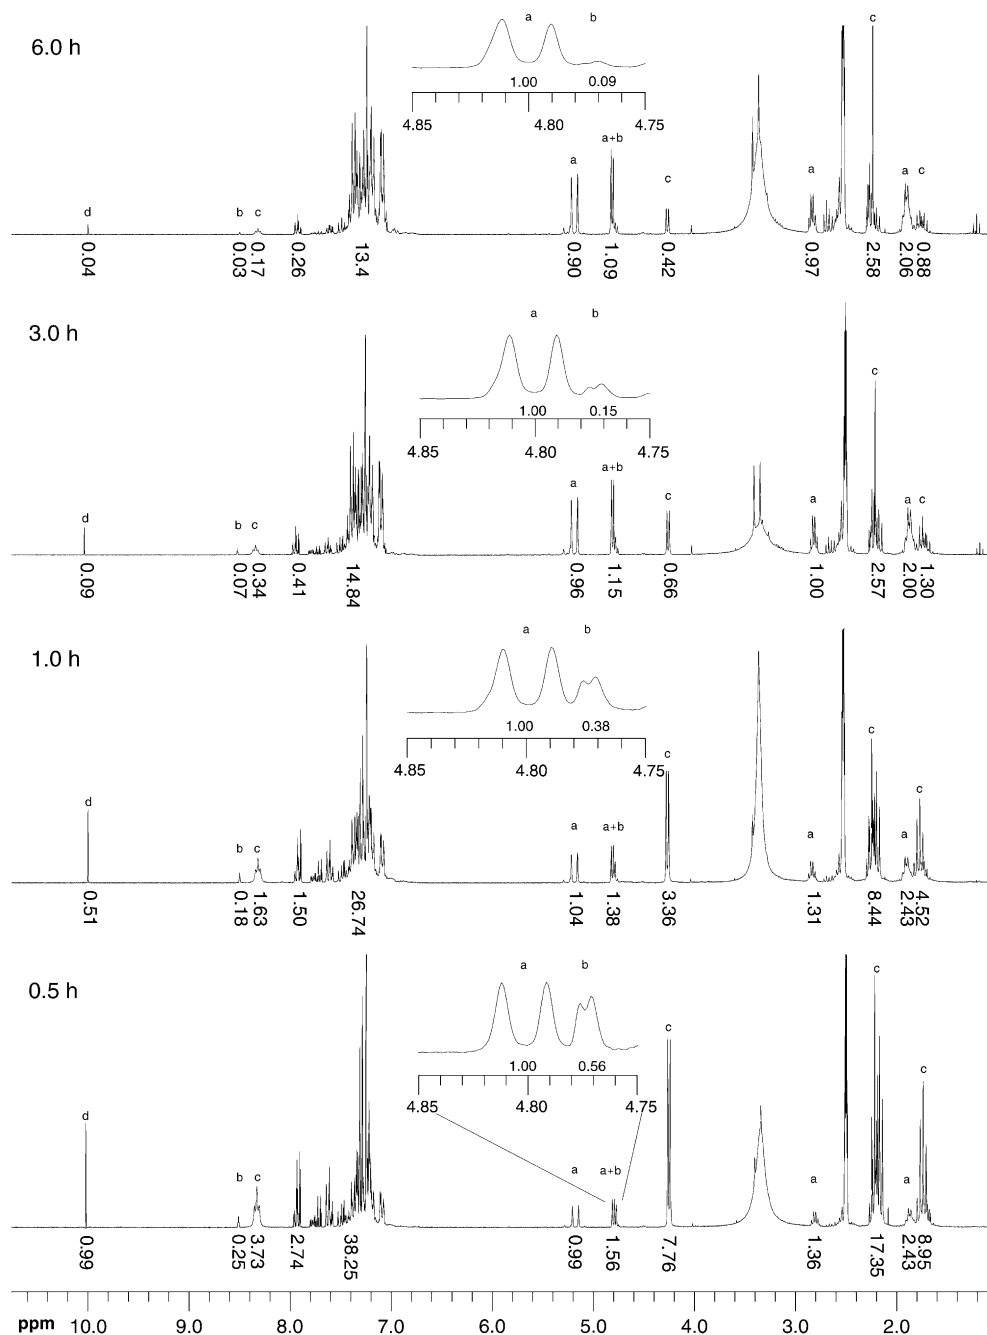 6.0 h
a b c
1.00 0.09
4.85 4.80 4.75
d b c a a+b c a a c
0.04 0.03 0.17 0.26 13.4 0.90 1.09 0.42 0.97 2.58 2.06 0.88
3.0 h
a b
1.00 0.15
4.85 4.80 4.75
d b c a a+b c a c a c
0.09 0.07 0.34 0.41 14.84 0.96 1.15 0.66 1.00 2.57 2.00 1.30
1.0 h
a b
1.00 0.38
4.85 4.80 4.75
d b c a a+b c a c a c
0.51 0.18 1.63 1.50 26.74 1.04 1.38 3.36 1.31 8.44 2.43 4.52
0.5 h
a b c
1.00 0.56
4.85 4.80 4.75
d b c a a+b c a a c
0.99 0.25 3.73 2.74 38.25 0.99 1.56 7.76 1.36 17.35 2.43 8.95
ppm 10.0 9.0 8.0 7.0 6.0 5.0 4.0 3.0 2.0